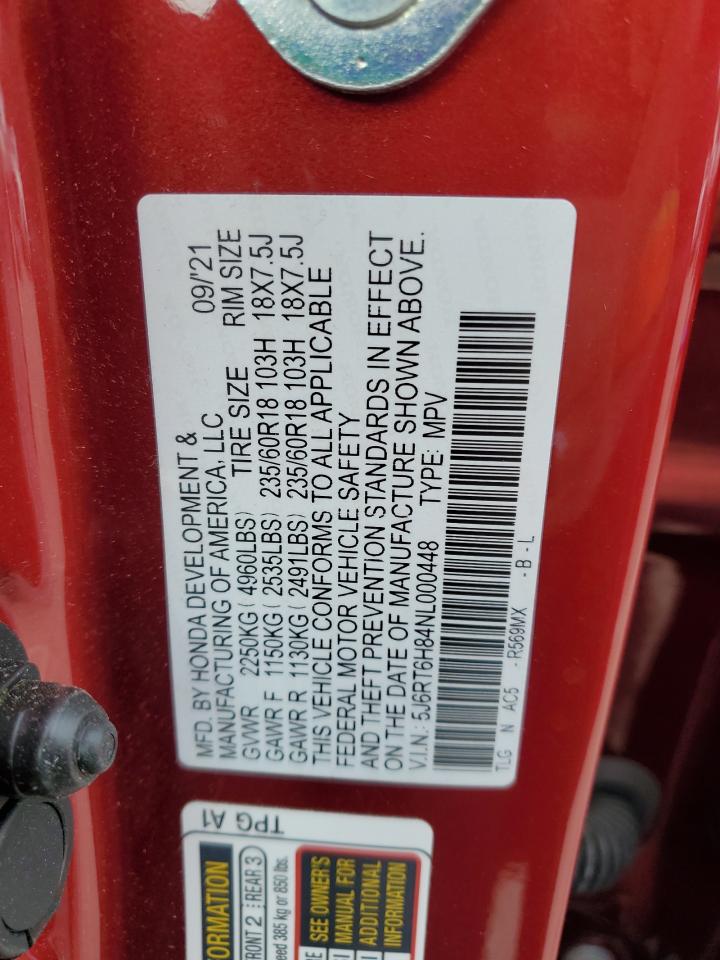 MFD. BY HONDA DEVELOPMENT &
MANUFACTURING OF AMERICA, LLC 09/'21
GVWR 2250KG ( 4960LBS) TIRE SIZE RIM SIZE
GAWR F 1150KG ( 2535LBS) 235/60R18 103H 18X7.5J
GAWR R 1130KG ( 2491LBS) 235/60R18 103H 18X7.5J
THIS VEHICLE CONFORMS TO ALL APPLICABLE
FEDERAL MOTOR VEHICLE SAFETY
AND THEFT PREVENTION STANDARDS IN EFFECT
ON THE DATE OF MANUFACTURE SHOWN ABOVE.
V.I.N.: 5J6RT6H84NL000448 TYPE: MPV
TLG N AC5 -R569MX -B-L
TPG A1
FRONT 2 REAR 3
385 kg or 850 lbs.
SEE OWNER'S
MANUAL FOR
ADDITIONAL
INFORMATION